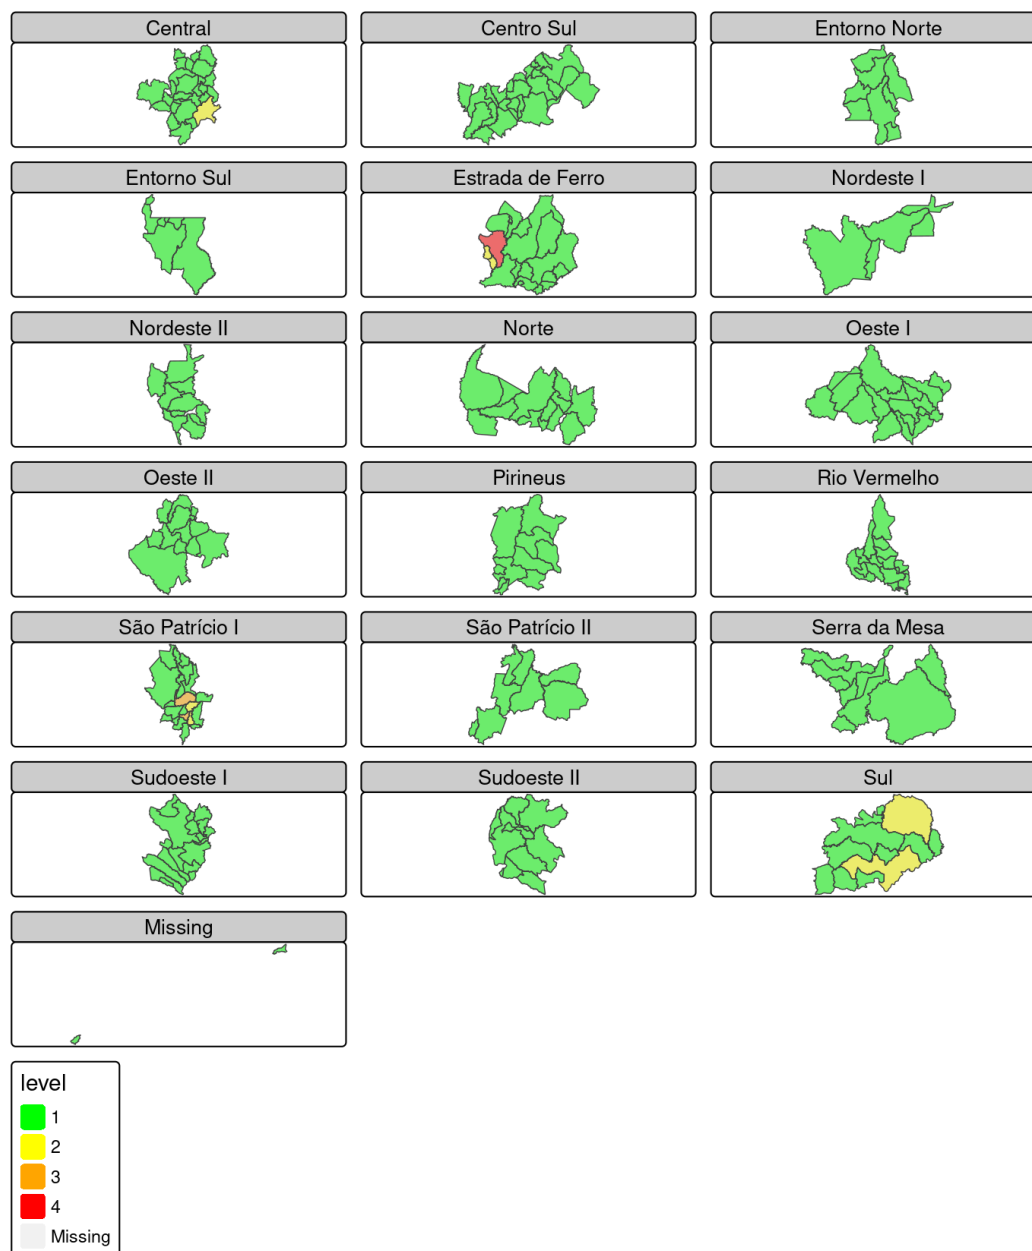 Central
Centro Sul
Entorno Norte
Entorno Sul
Estrada de Ferro
Nordeste I
Nordeste II
Norte
Oeste I
Oeste II
Pirineus
Rio Vermelho
São Patrício I
São Patrício II
Serra da Mesa
Sudoeste I
Sudoeste II
Sul
Missing
level
1
2
3
4
Missing